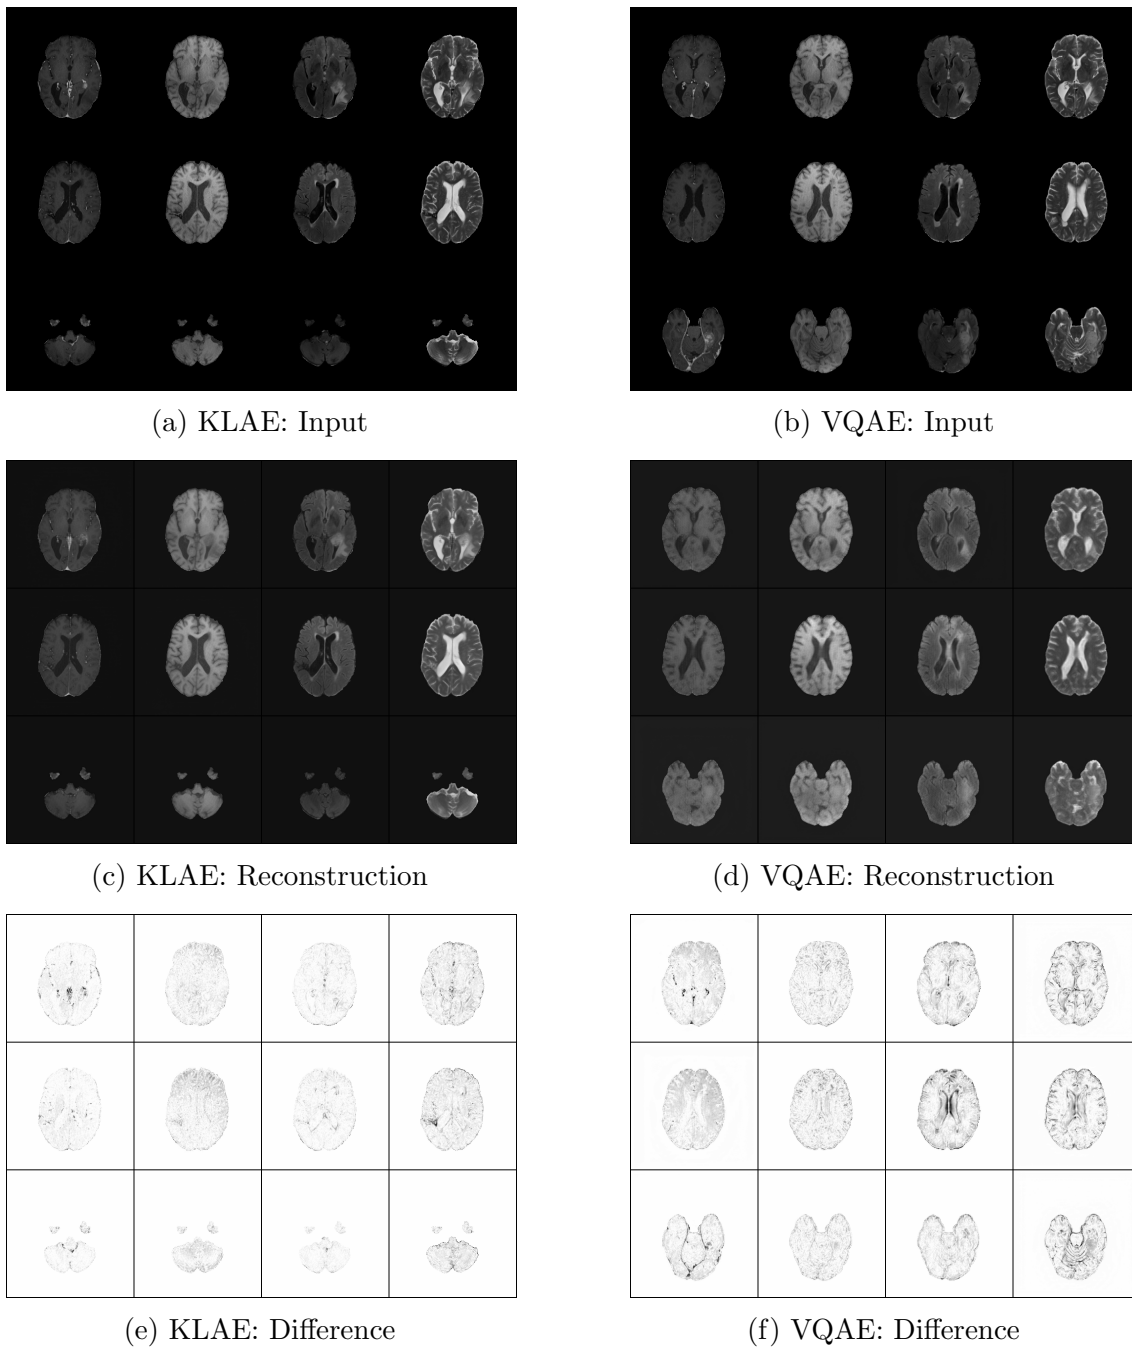 (a) KLAE: Input
(b) VQAE: Input
(c) KLAE: Reconstruction
(d) VQAE: Reconstruction
(e) KLAE: Difference
(f) VQAE: Difference